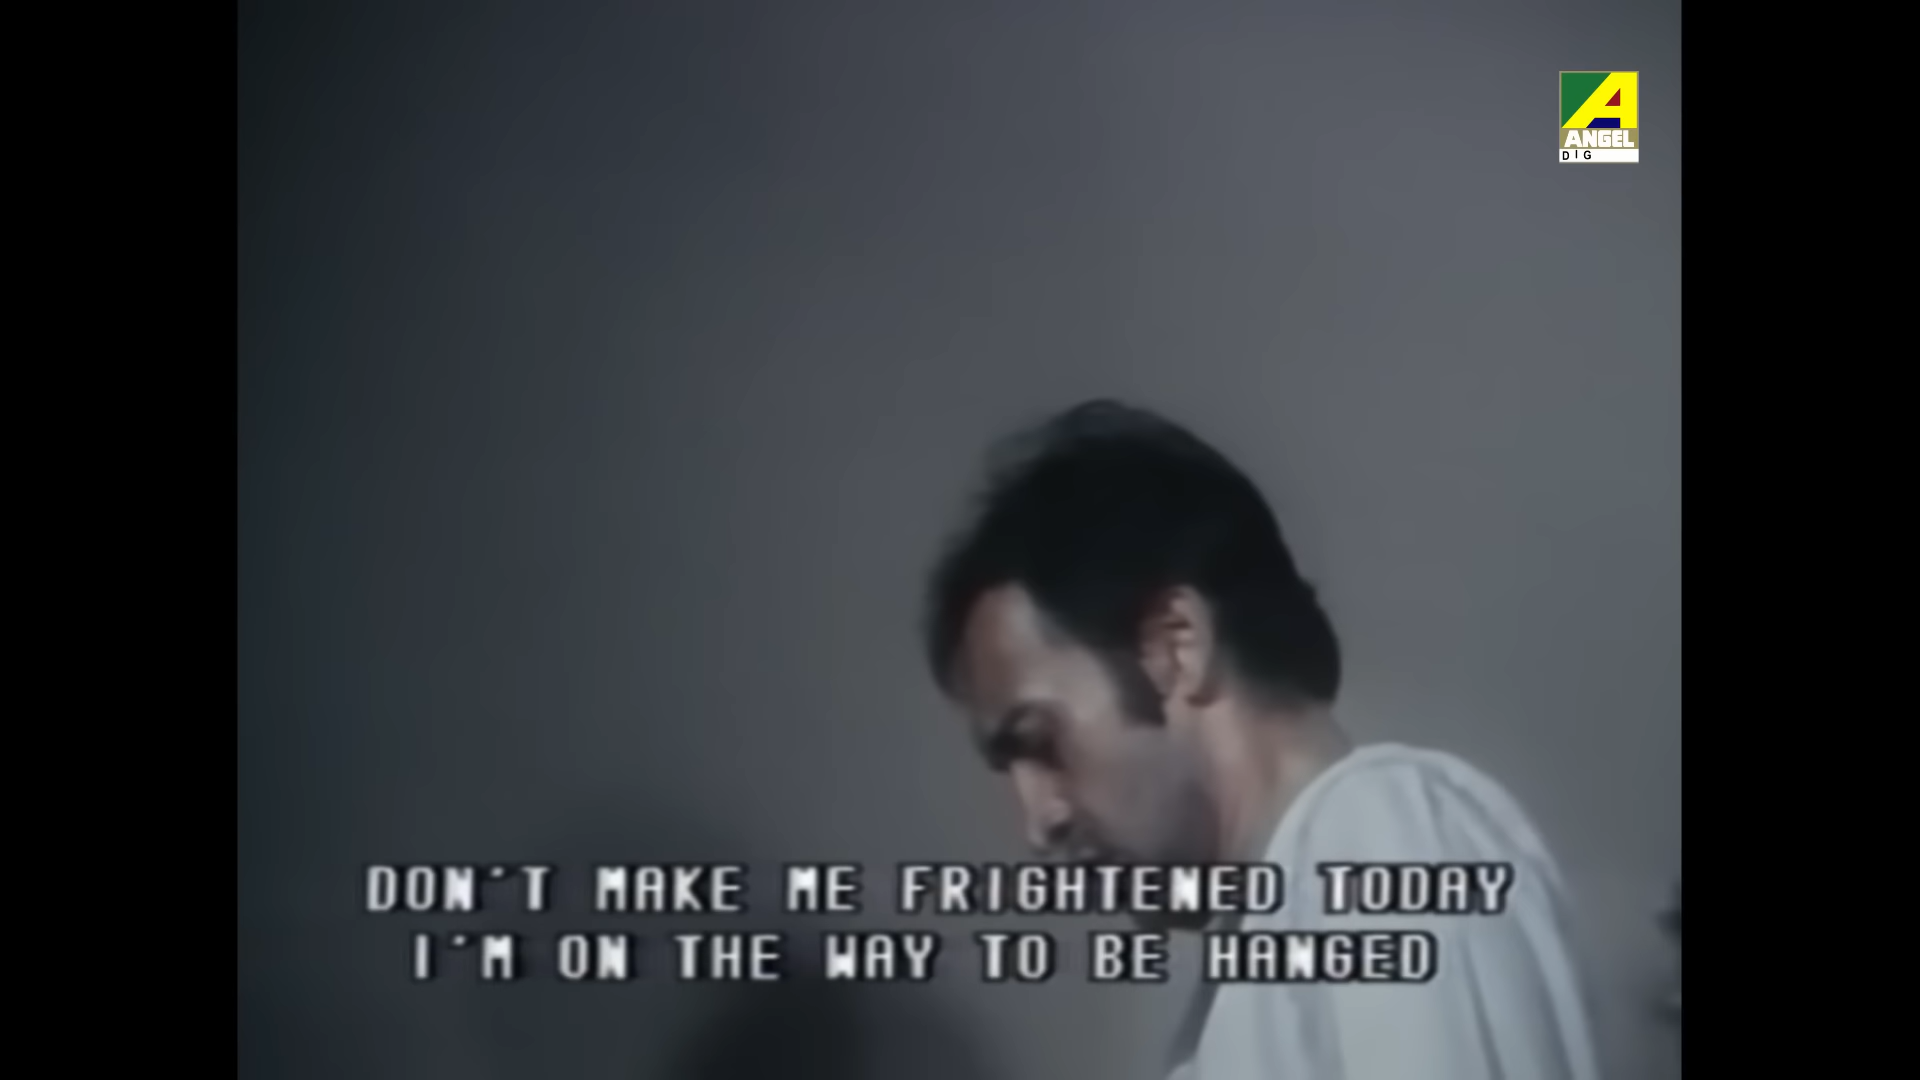 ANGEL
DIG
DON'T MAKE ME FRIGHTENED TODAY
I'M ON THE WAY TO BE HANGED